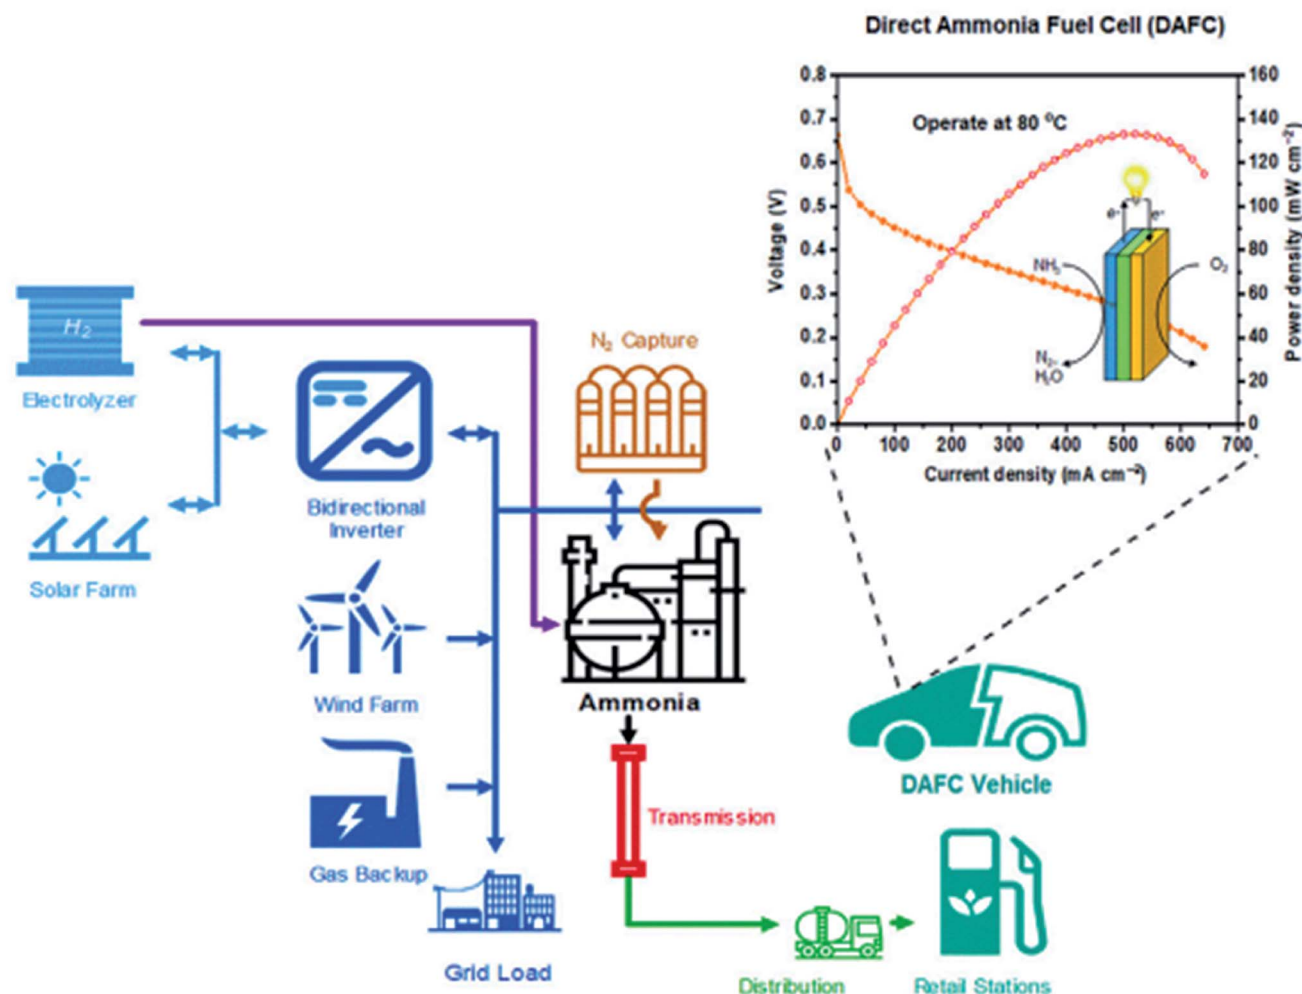 Direct Ammonia Fuel Cell (DAFC)
0.8
0.7
0.6
0.5
0.4
0.3
0.2
0.1
0.0
Voltage (V)
160
140
120
100
80
60
40
20
0
Power density (mW cm⁻²)
Operate at 80 °C
e⁻
e⁻
NH₃
O₂
N₂,
H₂O
0 100 200 300 400 500 600 700
Current density (mA cm⁻²)
H₂
Electrolyzer
Solar Farm
Bidirectional
Inverter
Wind Farm
Gas Backup
Grid Load
N₂ Capture
Ammonia
Transmission
Distribution
DAFC Vehicle
Retail Stations